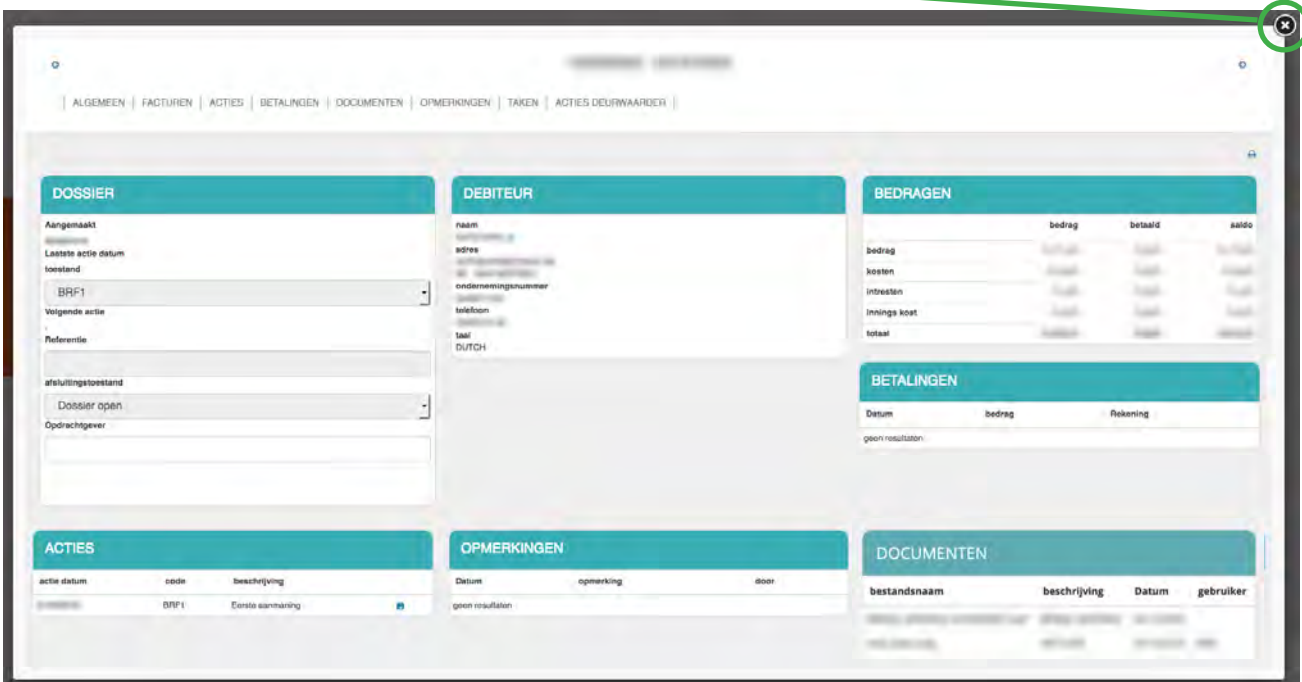 ALGEMEEN | FACTUREN | ACTIES | BETALINGEN | DOCUMENTEN | OPMERKINGEN | TAKEN | ACTIES DEURWAARDER
DOSSIER
Aangemaakt
Laatste actie datum
toestand
BRF1
Volgende actie
Referentie
afsluitingstoestand
Dossier open
Opdrachtgever
DEBITEUR
naam
adres
ondernemingsnummer
telefoon
taal
DUTCH
BEDRAGEN
bedrag betaald saldo
bedrag
kosten
intresten
innings kost
totaal
BETALINGEN
Datum bedrag Rekening
geen resultaten
ACTIES
actie datum code beschrijving
BRF1 Eerste aanmaning
OPMERKINGEN
Datum opmerking door
geen resultaten
DOCUMENTEN
bestandsnaam beschrijving Datum gebruiker